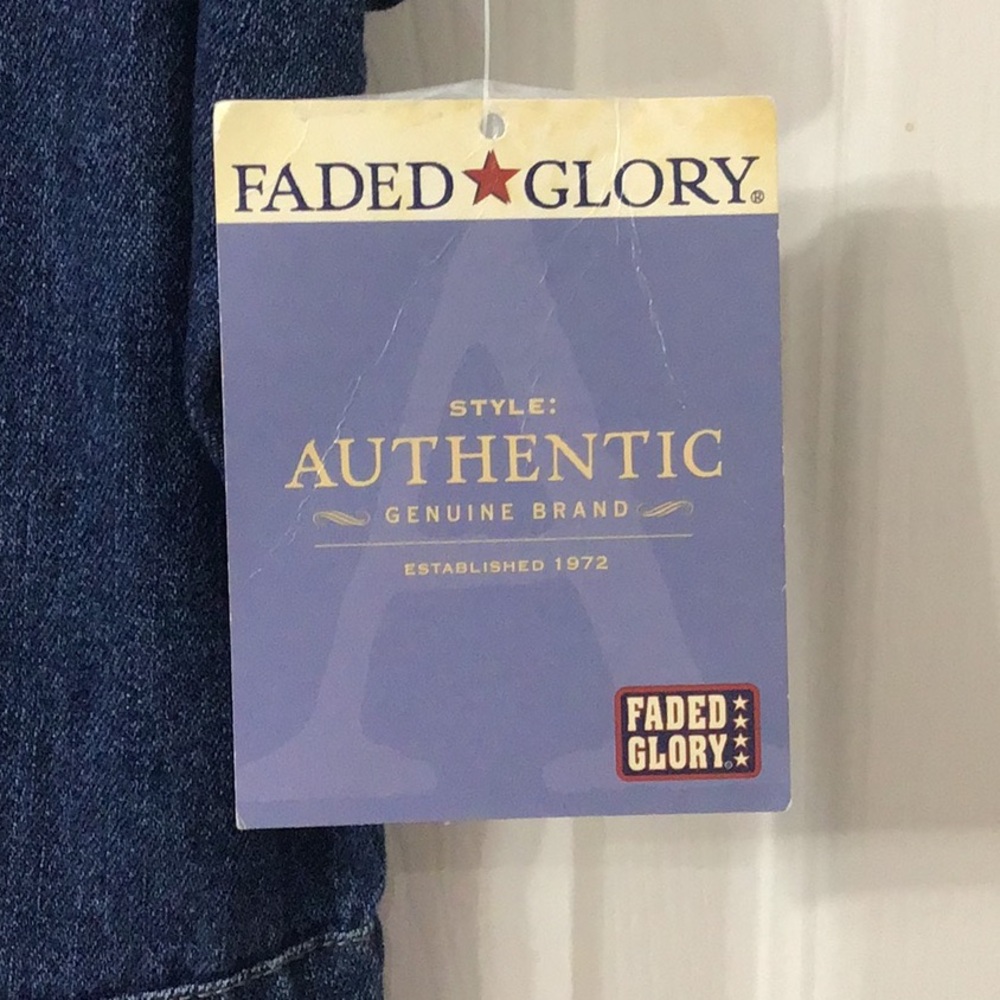 FADED★GLORY®
STYLE:
AUTHENTIC
GENUINE BRAND
ESTABLISHED 1972
FADED
GLORY®